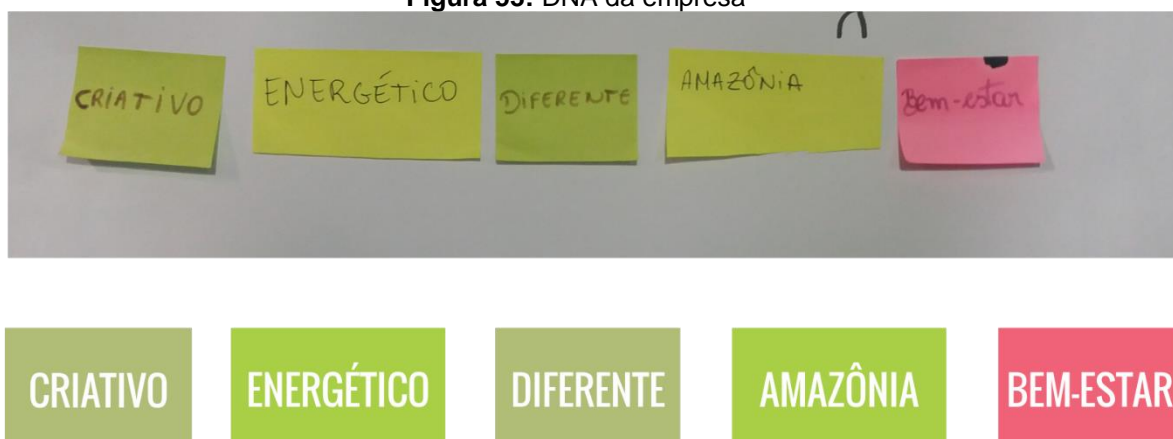 Figura 55: DNA da empresa
CRIATIVO
ENERGÉTICO
DIFERENTE
AMAZÔNIA
Bem-estar
CRIATIVO
ENERGÉTICO
DIFERENTE
AMAZÔNIA
BEM-ESTAR